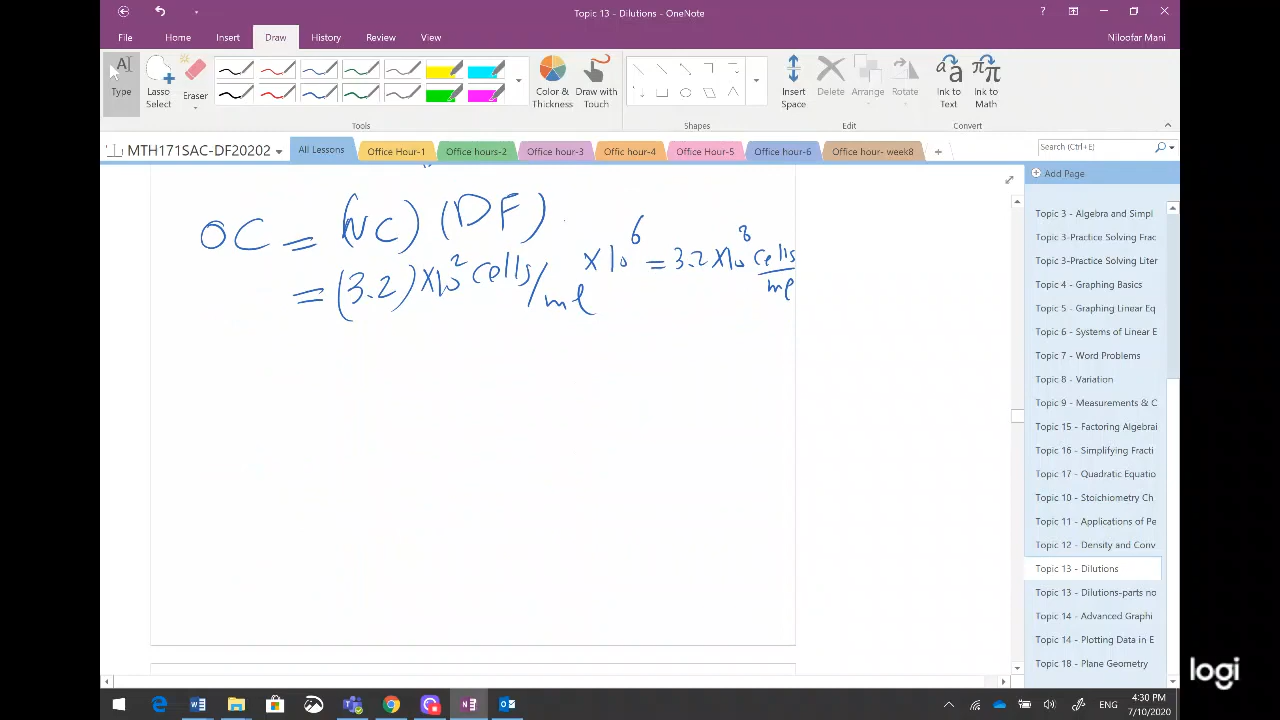 Topic 13 - Dilutions - OneNote
Niloofar Mani
File Home Insert Draw History Review View
Type
Lasso Select
Eraser
Color & Thickness
Draw with Touch
Insert Space
Delete
Arrange
Rotate
Ink to Text
Ink to Math
Tools
Shapes
Edit
Convert
MTH171SAC-DF20202
All Lessons
Office Hour-1
Office hours-2
Office hour-3
Offic hour-4
Office Hour-5
Office hour-6
Office hour- week8
Search (Ctrl+E)
Add Page
OC = (NC) (DF)
= (3.2) x10^2 cells/ml x10^6 = 3.2 x10^8 cells/ml
Topic 3 - Algebra and Simpl
Topic 3-Practice Solving Frac
Topic 3-Practice Solving Liter
Topic 4 - Graphing Basics
Topic 5 - Graphing Linear Eq
Topic 6 - Systems of Linear E
Topic 7 - Word Problems
Topic 8 - Variation
Topic 9 - Measurements & C
Topic 15 - Factoring Algebrai
Topic 16 - Simplifying Fracti
Topic 17 - Quadratic Equatio
Topic 10 - Stoichiometry Ch
Topic 11 - Applications of Pe
Topic 12 - Density and Conv
Topic 13 - Dilutions
Topic 13 - Dilutions-parts no
Topic 14 - Advanced Graphi
Topic 14 - Plotting Data in E
Topic 18 - Plane Geometry
logi
ENG
4:30 PM
7/10/2020